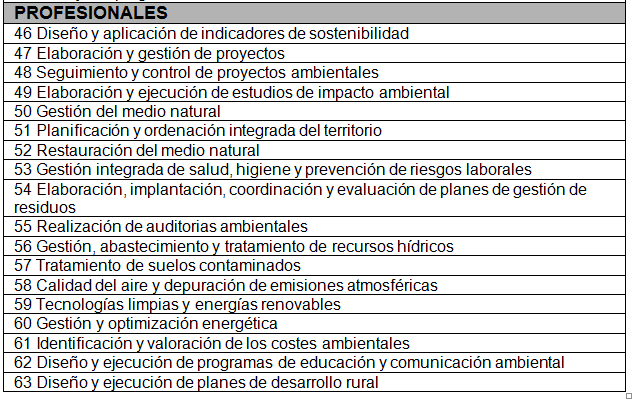 PROFESIONALES
46 Diseño y aplicación de indicadores de sostenibilidad
47 Elaboración y gestión de proyectos
48 Seguimiento y control de proyectos ambientales
49 Elaboración y ejecución de estudios de impacto ambiental
50 Gestión del medio natural
51 Planificación y ordenación integrada del territorio
52 Restauración del medio natural
53 Gestión integrada de salud, higiene y prevención de riesgos laborales
54 Elaboración, implantación, coordinación y evaluación de planes de gestión de
residuos
55 Realización de auditorias ambientales
56 Gestión, abastecimiento y tratamiento de recursos hídricos
57 Tratamiento de suelos contaminados
58 Calidad del aire y depuración de emisiones atmosféricas
59 Tecnologías limpias y energías renovables
60 Gestión y optimización energética
61 Identificación y valoración de los costes ambientales
62 Diseño y ejecución de programas de educación y comunicación ambiental
63 Diseño y ejecución de planes de desarrollo rural